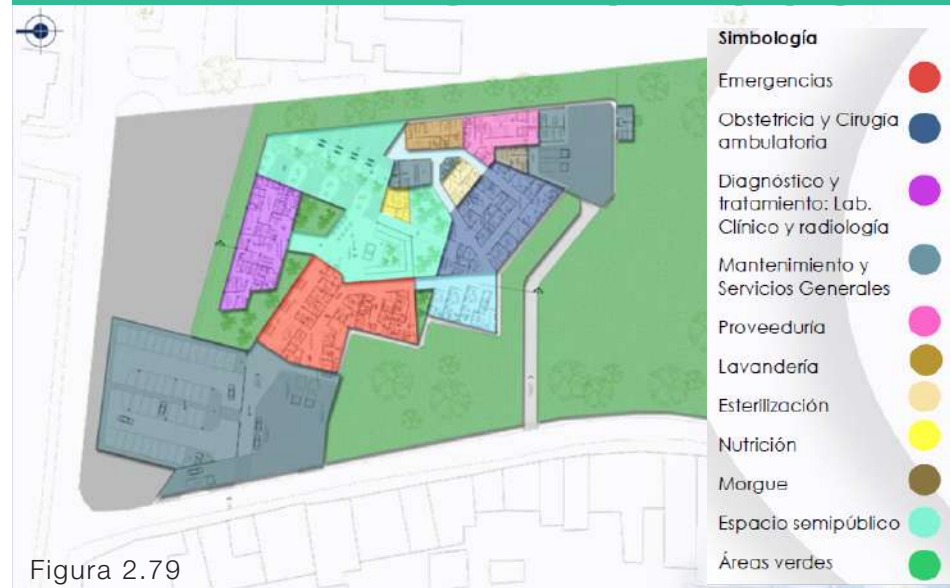 Simbología
Emergencias
Obstetricia y Cirugía
ambulatoria
Diagnóstico y
tratamiento: Lab.
Clínico y radiología
Mantenimiento y
Servicios Generales
Proveeduría
Lavandería
Esterilización
Nutrición
Morgue
Espacio semipúblico
Áreas verdes
Figura 2.79